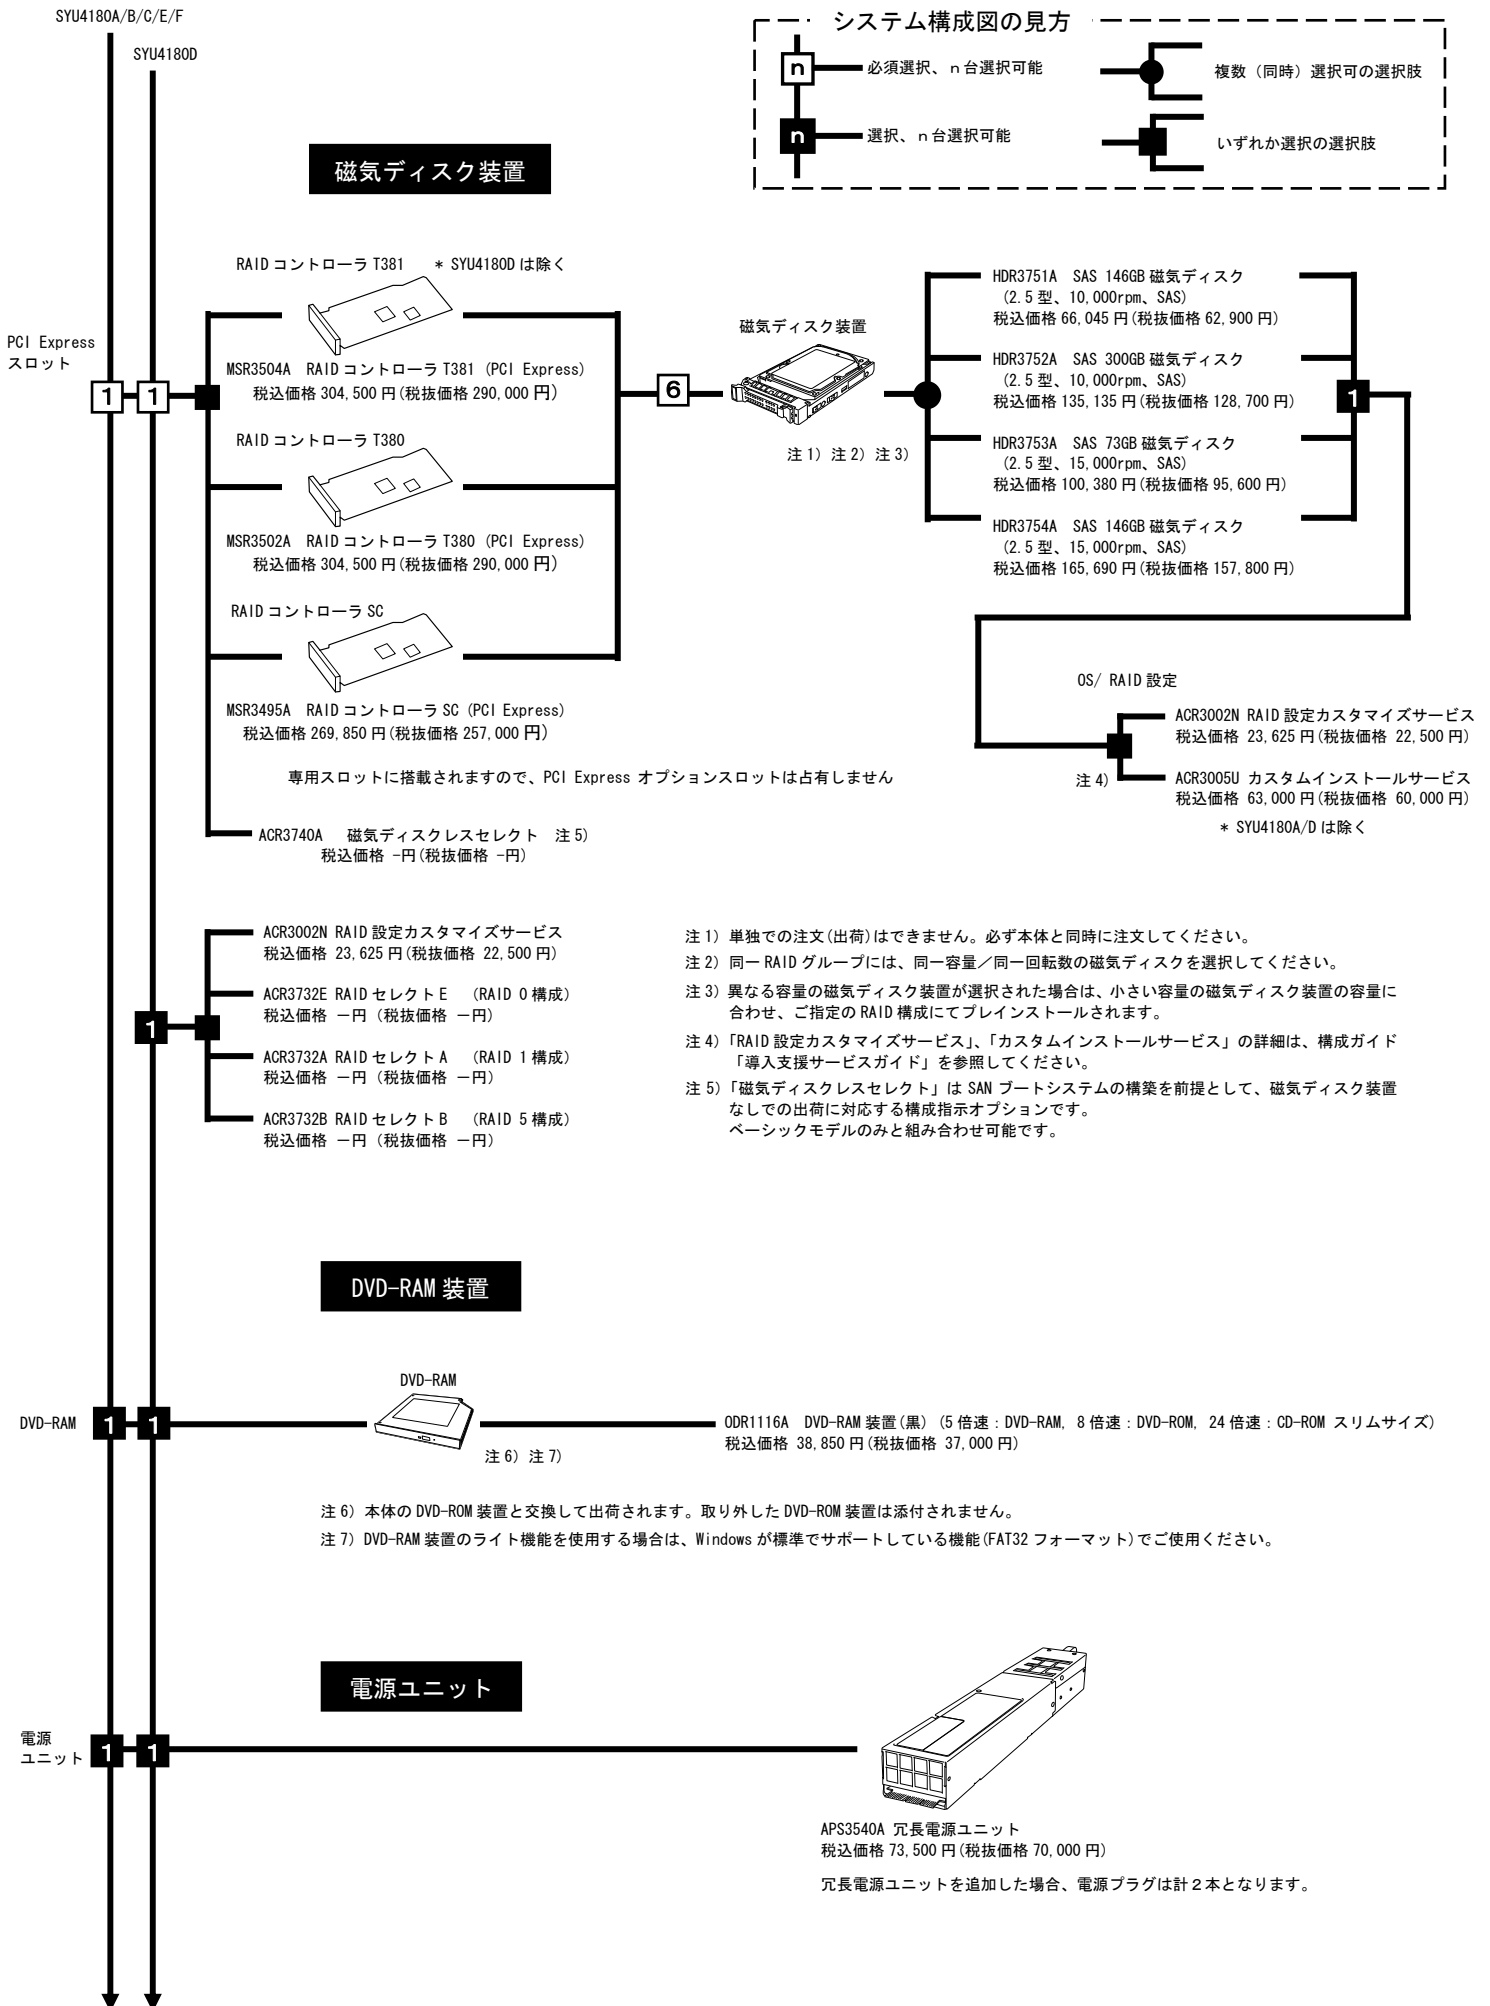 SYU4180A/B/C/E/F
SYU4180D
システム構成図の見方
n
必須選択、n台選択可能
複数(同時)選択可の選択肢
n
選択、n台選択可能
いずれか選択の選択肢
磁気ディスク装置
RAIDコントローラ T381 * SYU4180Dは除く
PCI Express
スロット
1
1
MSR3504A RAIDコントローラ T381 (PCI Express)
税込価格 304,500円(税抜価格 290,000円)
RAIDコントローラ T380
MSR3502A RAIDコントローラ T380 (PCI Express)
税込価格 304,500円(税抜価格 290,000円)
RAIDコントローラ SC
MSR3495A RAIDコントローラ SC (PCI Express)
税込価格 269,850円(税抜価格 257,000円)
専用スロットに搭載されますので、PCI Express オプションスロットは占有しません
ACR3740A 磁気ディスクレスセレクト 注5)
税込価格 -円(税抜価格 -円)
6
磁気ディスク装置
注1) 注2) 注3)
HDR3751A SAS 146GB 磁気ディスク
(2.5型、10,000rpm、SAS)
税込価格 66,045円(税抜価格 62,900円)
HDR3752A SAS 300GB 磁気ディスク
(2.5型、10,000rpm、SAS)
税込価格 135,135円(税抜価格 128,700円)
HDR3753A SAS 73GB 磁気ディスク
(2.5型、15,000rpm、SAS)
税込価格 100,380円(税抜価格 95,600円)
HDR3754A SAS 146GB 磁気ディスク
(2.5型、15,000rpm、SAS)
税込価格 165,690円(税抜価格 157,800円)
1
OS/ RAID設定
ACR3002N RAID設定カスタマイズサービス
税込価格 23,625円(税抜価格 22,500円)
注4)
ACR3005U カスタムインストールサービス
税込価格 63,000円(税抜価格 60,000円)
* SYU4180A/Dは除く
1
ACR3002N RAID設定カスタマイズサービス
税込価格 23,625円(税抜価格 22,500円)
ACR3732E RAIDセレクトE (RAID 0構成)
税込価格 -円 (税抜価格 -円)
ACR3732A RAIDセレクトA (RAID 1構成)
税込価格 -円 (税抜価格 -円)
ACR3732B RAIDセレクトB (RAID 5構成)
税込価格 -円 (税抜価格 -円)
注1) 単独での注文(出荷)はできません。必ず本体と同時に注文してください。
注2) 同一RAIDグループには、同一容量/同一回転数の磁気ディスクを選択してください。
注3) 異なる容量の磁気ディスク装置が選択された場合は、小さい容量の磁気ディスク装置の容量に
合わせ、ご指定のRAID構成にてプレインストールされます。
注4)「RAID設定カスタマイズサービス」、「カスタムインストールサービス」の詳細は、構成ガイド
「導入支援サービスガイド」を参照してください。
注5)「磁気ディスクレスセレクト」はSANブートシステムの構築を前提として、磁気ディスク装置
なしでの出荷に対応する構成指示オプションです。
ベーシックモデルのみと組み合わせ可能です。
DVD-RAM装置
DVD-RAM
DVD-RAM
1
1
注6) 注7)
ODR1116A DVD-RAM装置(黒) (5倍速:DVD-RAM, 8倍速:DVD-ROM, 24倍速:CD-ROM スリムサイズ)
税込価格 38,850円(税抜価格 37,000円)
注6) 本体のDVD-ROM装置と交換して出荷されます。取り外したDVD-ROM装置は添付されません。
注7) DVD-RAM装置のライト機能を使用する場合は、Windowsが標準でサポートしている機能(FAT32フォーマット)でご使用ください。
電源ユニット
電源
ユニット
1
1
APS3540A 冗長電源ユニット
税込価格 73,500円(税抜価格 70,000円)
冗長電源ユニットを追加した場合、電源プラグは計2本となります。